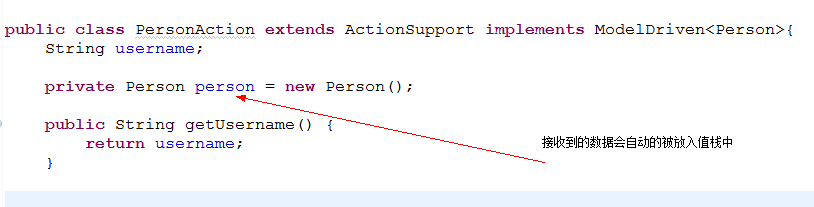 public class PersonAction extends ActionSupport implements ModelDriven<Person>{
String username;
private Person person = new Person();
public String getUsername() {
return username;
接收到的数据会自动的被放入值栈中
}